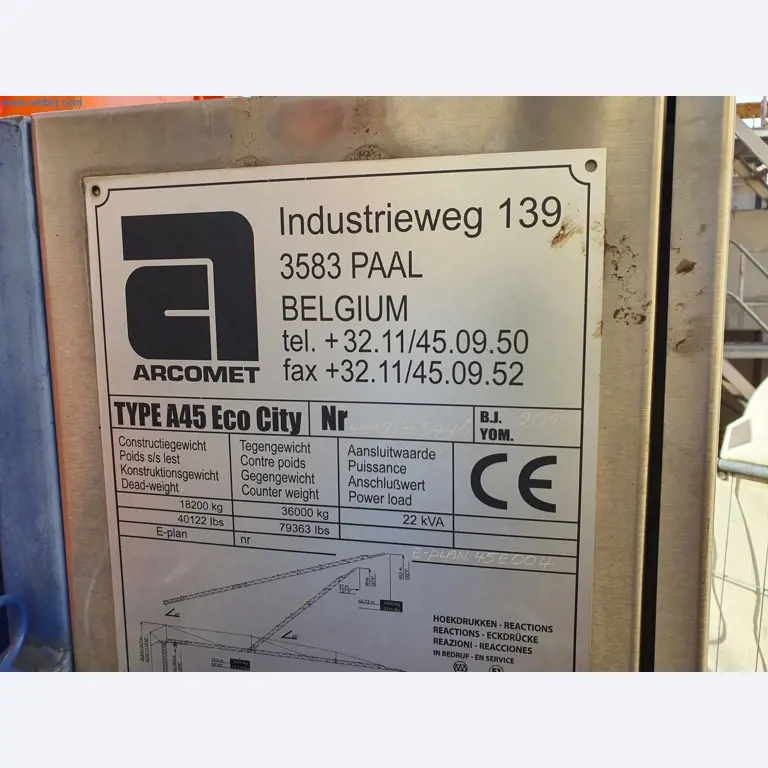 Industrieweg 139
3583 PAAL
BELGIUM
tel. +32.11/45.09.50
fax +32.11/45.09.52
ARCOMET
TYPE A45 Eco City Nr B.J.
YOM.
Constructiegewicht
Poids s/s lest
Konstruktionsgewicht
Dead-weight
Tegengewicht
Contre poids
Gegengewicht
Counter weight
Aansluitwaarde
Puissance
Anschlußwert
Power load
CE
18200 kg 36000 kg 22 kVA
40122 lbs 79363 lbs
E-plan nr E-PLAN 45E004
HOEKDRUKKEN - REACTIONS
REACTIONS - ECKDRÜCKE
REAZIONI - REACCIONES
IN BEDRIJF - EN SERVICE